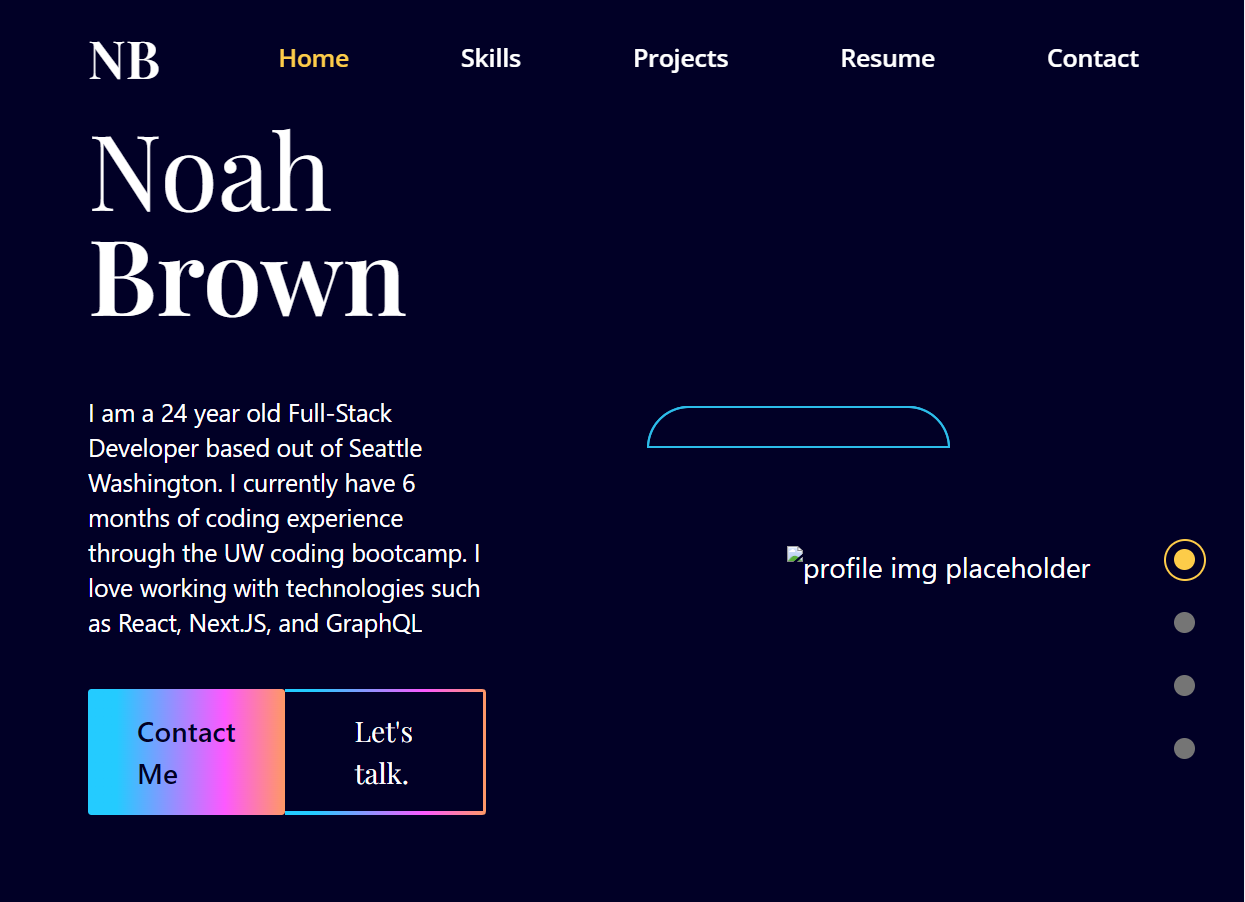 NB Home Skills Projects Resume Contact
Noah
Brown
I am a 24 year old Full-Stack
Developer based out of Seattle
Washington. I currently have 6
months of coding experience
through the UW coding bootcamp. I
love working with technologies such
as React, Next.JS, and GraphQL
profile img placeholder
Contact
Me
Let's
talk.